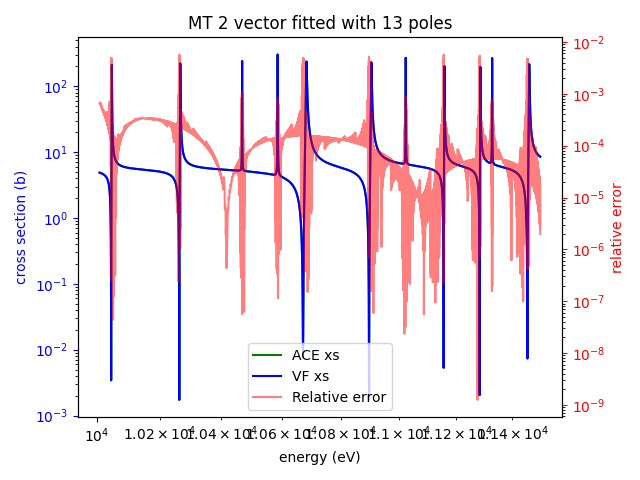 MT 2 vector fitted with 13 poles
cross section (b)
10²
10¹
10⁰
10⁻¹
10⁻²
10⁻³
relative error
10⁻²
10⁻³
10⁻⁴
10⁻⁵
10⁻⁶
10⁻⁷
10⁻⁸
10⁻⁹
ACE xs
VF xs
Relative error
10⁴ 1.02 × 10⁴ 1.04 × 10⁴ 1.06 × 10⁴ 1.08 × 10⁴ 1.1 × 10⁴ 1.12 × 10⁴ 1.14 × 10⁴
energy (eV)